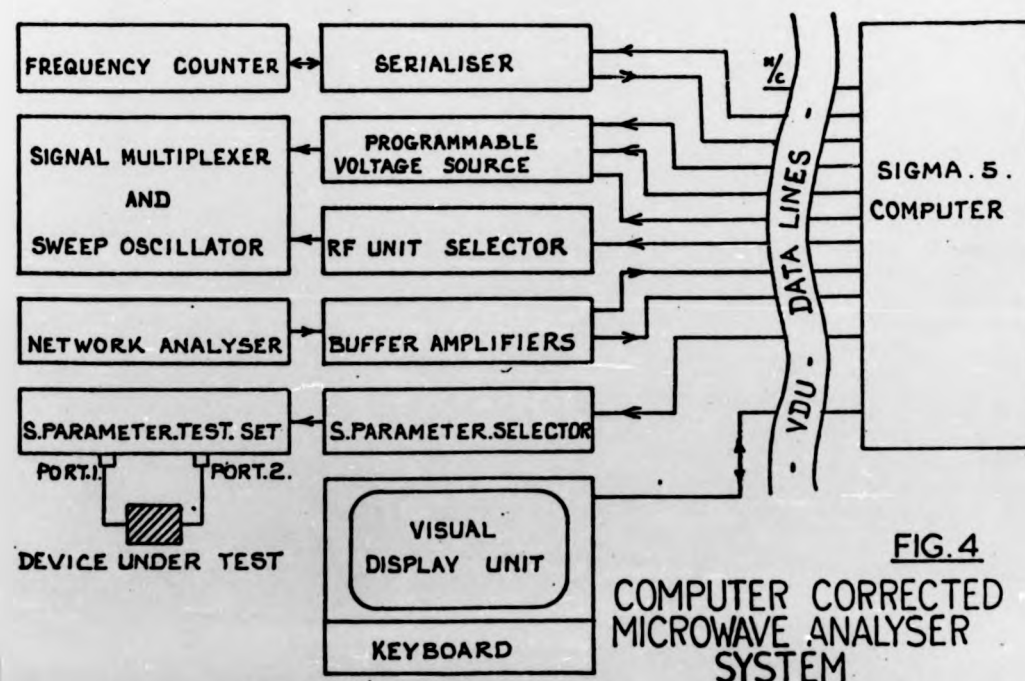 FREQUENCY COUNTER
SERIALISER
N/C
SIGNAL MULTIPLEXER
AND
SWEEP OSCILLATOR
PROGRAMMABLE
VOLTAGE SOURCE
RF UNIT SELECTOR
NETWORK ANALYSER
BUFFER AMPLIFIERS
S.PARAMETER.TEST.SET
S.PARAMETER.SELECTOR
PORT.1.
PORT.2.
DEVICE UNDER TEST
VISUAL
DISPLAY UNIT
KEYBOARD
- VDU - DATA LINES -
SIGMA.5.
COMPUTER
FIG.4
COMPUTER CORRECTED
MICROWAVE ANALYSER
SYSTEM